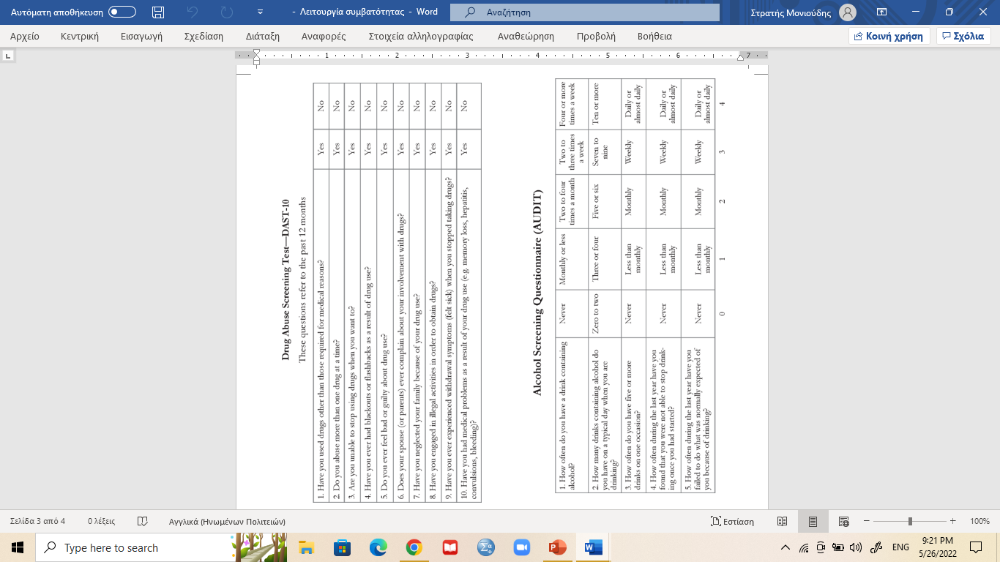 Αυτόματη αποθήκευση
- Λειτουργία συμβατότητας - Word
Αναζήτηση
Στρατής Μονιούδης
Αρχείο Κεντρική Εισαγωγή Σχεδίαση Διάταξη Αναφορές Στοιχεία αλληλογραφίας Αναθεώρηση Προβολή Βοήθεια
Κοινή χρήση Σχόλια
1 2 3 4 5 6 7
Drug Abuse Screening Test—DAST-10
These questions refer to the past 12 months
1. Have you used drugs other than those required for medical reasons? Yes No
2. Do you abuse more than one drug at a time? Yes No
3. Are you unable to stop using drugs when you want to? Yes No
4. Have you ever had blackouts or flashbacks as a result of drug use? Yes No
5. Do you ever feel bad or guilty about drug use? Yes No
6. Does your spouse (or parents) ever complain about your involvement with drugs? Yes No
7. Have you neglected your family because of your drug use? Yes No
8. Have you engaged in illegal activities in order to obtain drugs? Yes No
9. Have you ever experienced withdrawal symptoms (felt sick) when you stopped taking drugs? Yes No
10. Have you had medical problems as a result of your drug use (e.g. memory loss, hepatitis, Yes No
convulsions, bleeding)?
Alcohol Screening Questionnaire (AUDIT)
1. How often do you have a drink containing
alcohol?
Never
Monthly or less
Two to four
times a month
Two to
three times
a week
Four or more
times a week
2. How many drinks containing alcohol do
you have on a typical day when you are
drinking?
Zero to two
Three or four
Five or six
Seven to
nine
Ten or more
3. How often do you have five or more
drinks on one occasion?
Never
Less than
monthly
Monthly
Weekly
Daily or
almost daily
4. How often during the last year have you
found that you were not able to stop drink-
ing once you had started?
Never
Less than
monthly
Monthly
Weekly
Daily or
almost daily
5. How often during the last year have you
failed to do what was normally expected of
you because of drinking?
Never
Less than
monthly
Monthly
Weekly
Daily or
almost daily
0 1 2 3 4
Σελίδα 3 από 4 0 λέξεις Αγγλικά (Ηνωμένων Πολιτειών)
Εστίαση
100%
Type here to search
ENG
9:21 PM
5/26/2022